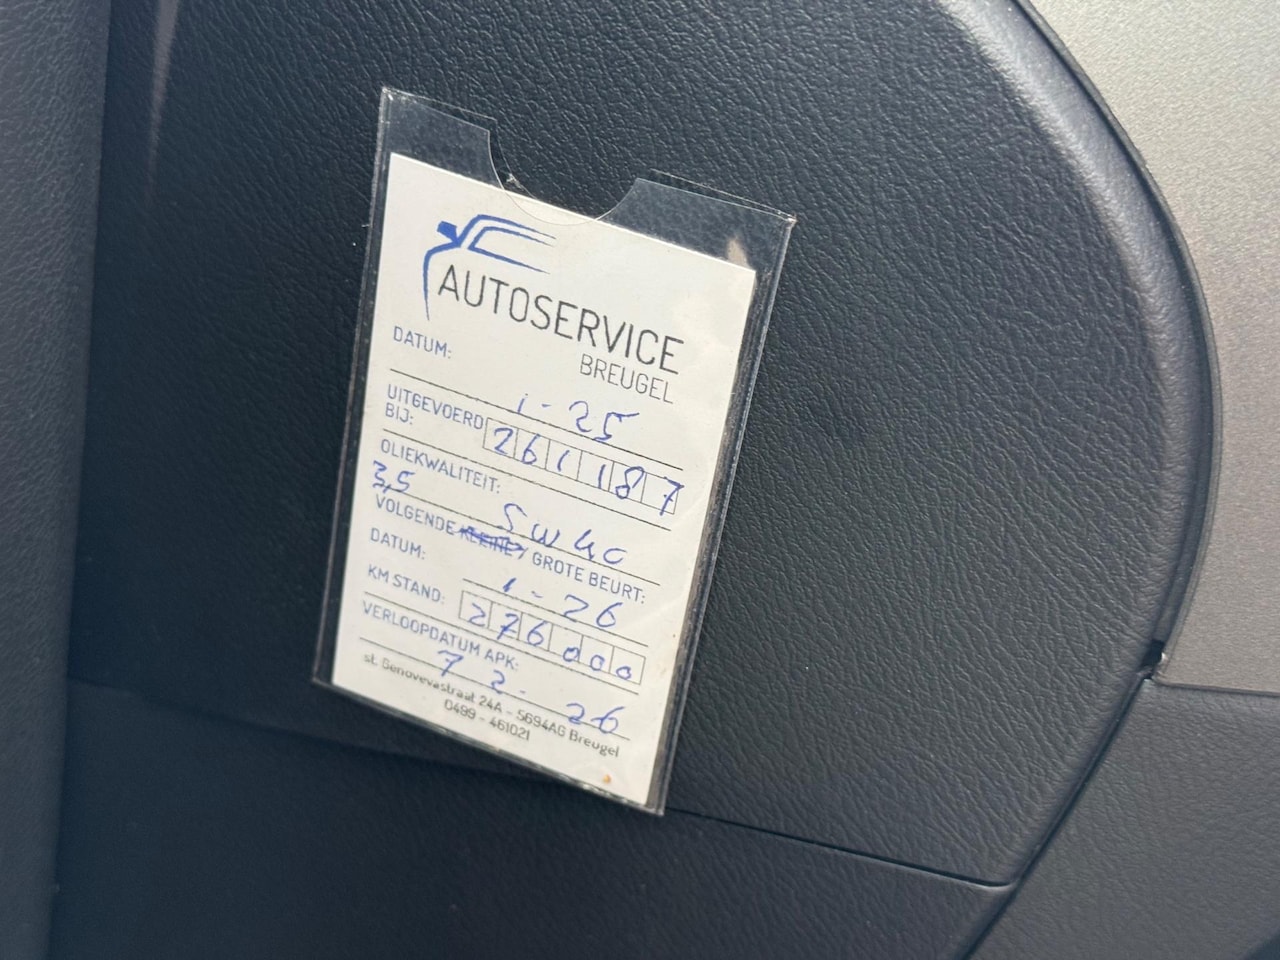 AUTOSERVICE
BREUGEL
DATUM: 1-25
UITGEVOERD BIJ: 261187
OLIEKWALITEIT: 5W40
3,5
VOLGENDE KLEINE / GROTE BEURT:
DATUM: 1-26
KM STAND: 276000
VERLOOPDATUM APK:
7 2- 26
st. Genovevastraat 24A - 5694AG Breugel
0499 - 461021